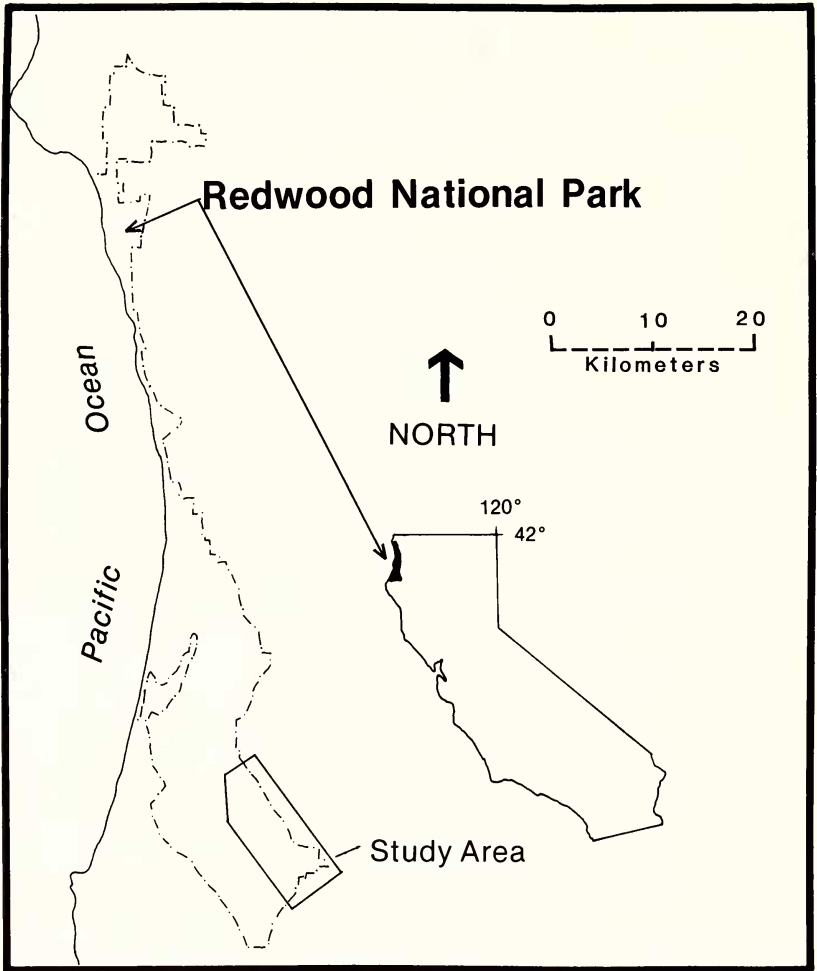 Redwood National Park
0 10 20
Kilometers
Ocean
NORTH
120°
42°
Pacific
Study Area